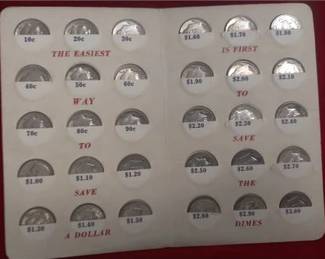 10c 20c 30c
THE EASIEST
40c 50c 60c
WAY
70c 80c 90c
TO
$1.00 $1.10 $1.20
SAVE
$1.30 $1.40 $1.50
A DOLLAR
$1.60 $1.70 $1.80
IS FIRST
$1.90 $2.00 $2.10
TO
$2.20 $2.30 $2.40
SAVE
$2.50 $2.60 $2.70
THE
$2.80 $2.90 $3.00
DIMES